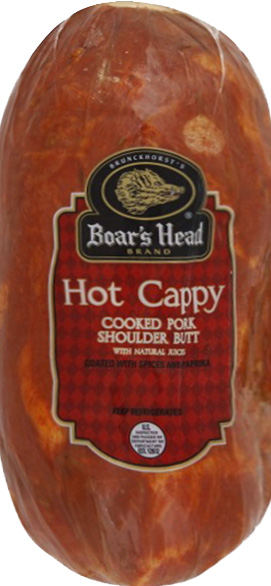 BRUNCKHORST'S
Boar's Head
®
BRAND
Hot Cappy
COOKED PORK
SHOULDER BUTT
WITH NATURAL JUICES
COATED WITH SPICES AND PAPRIKA
KEEP REFRIGERATED
U.S.